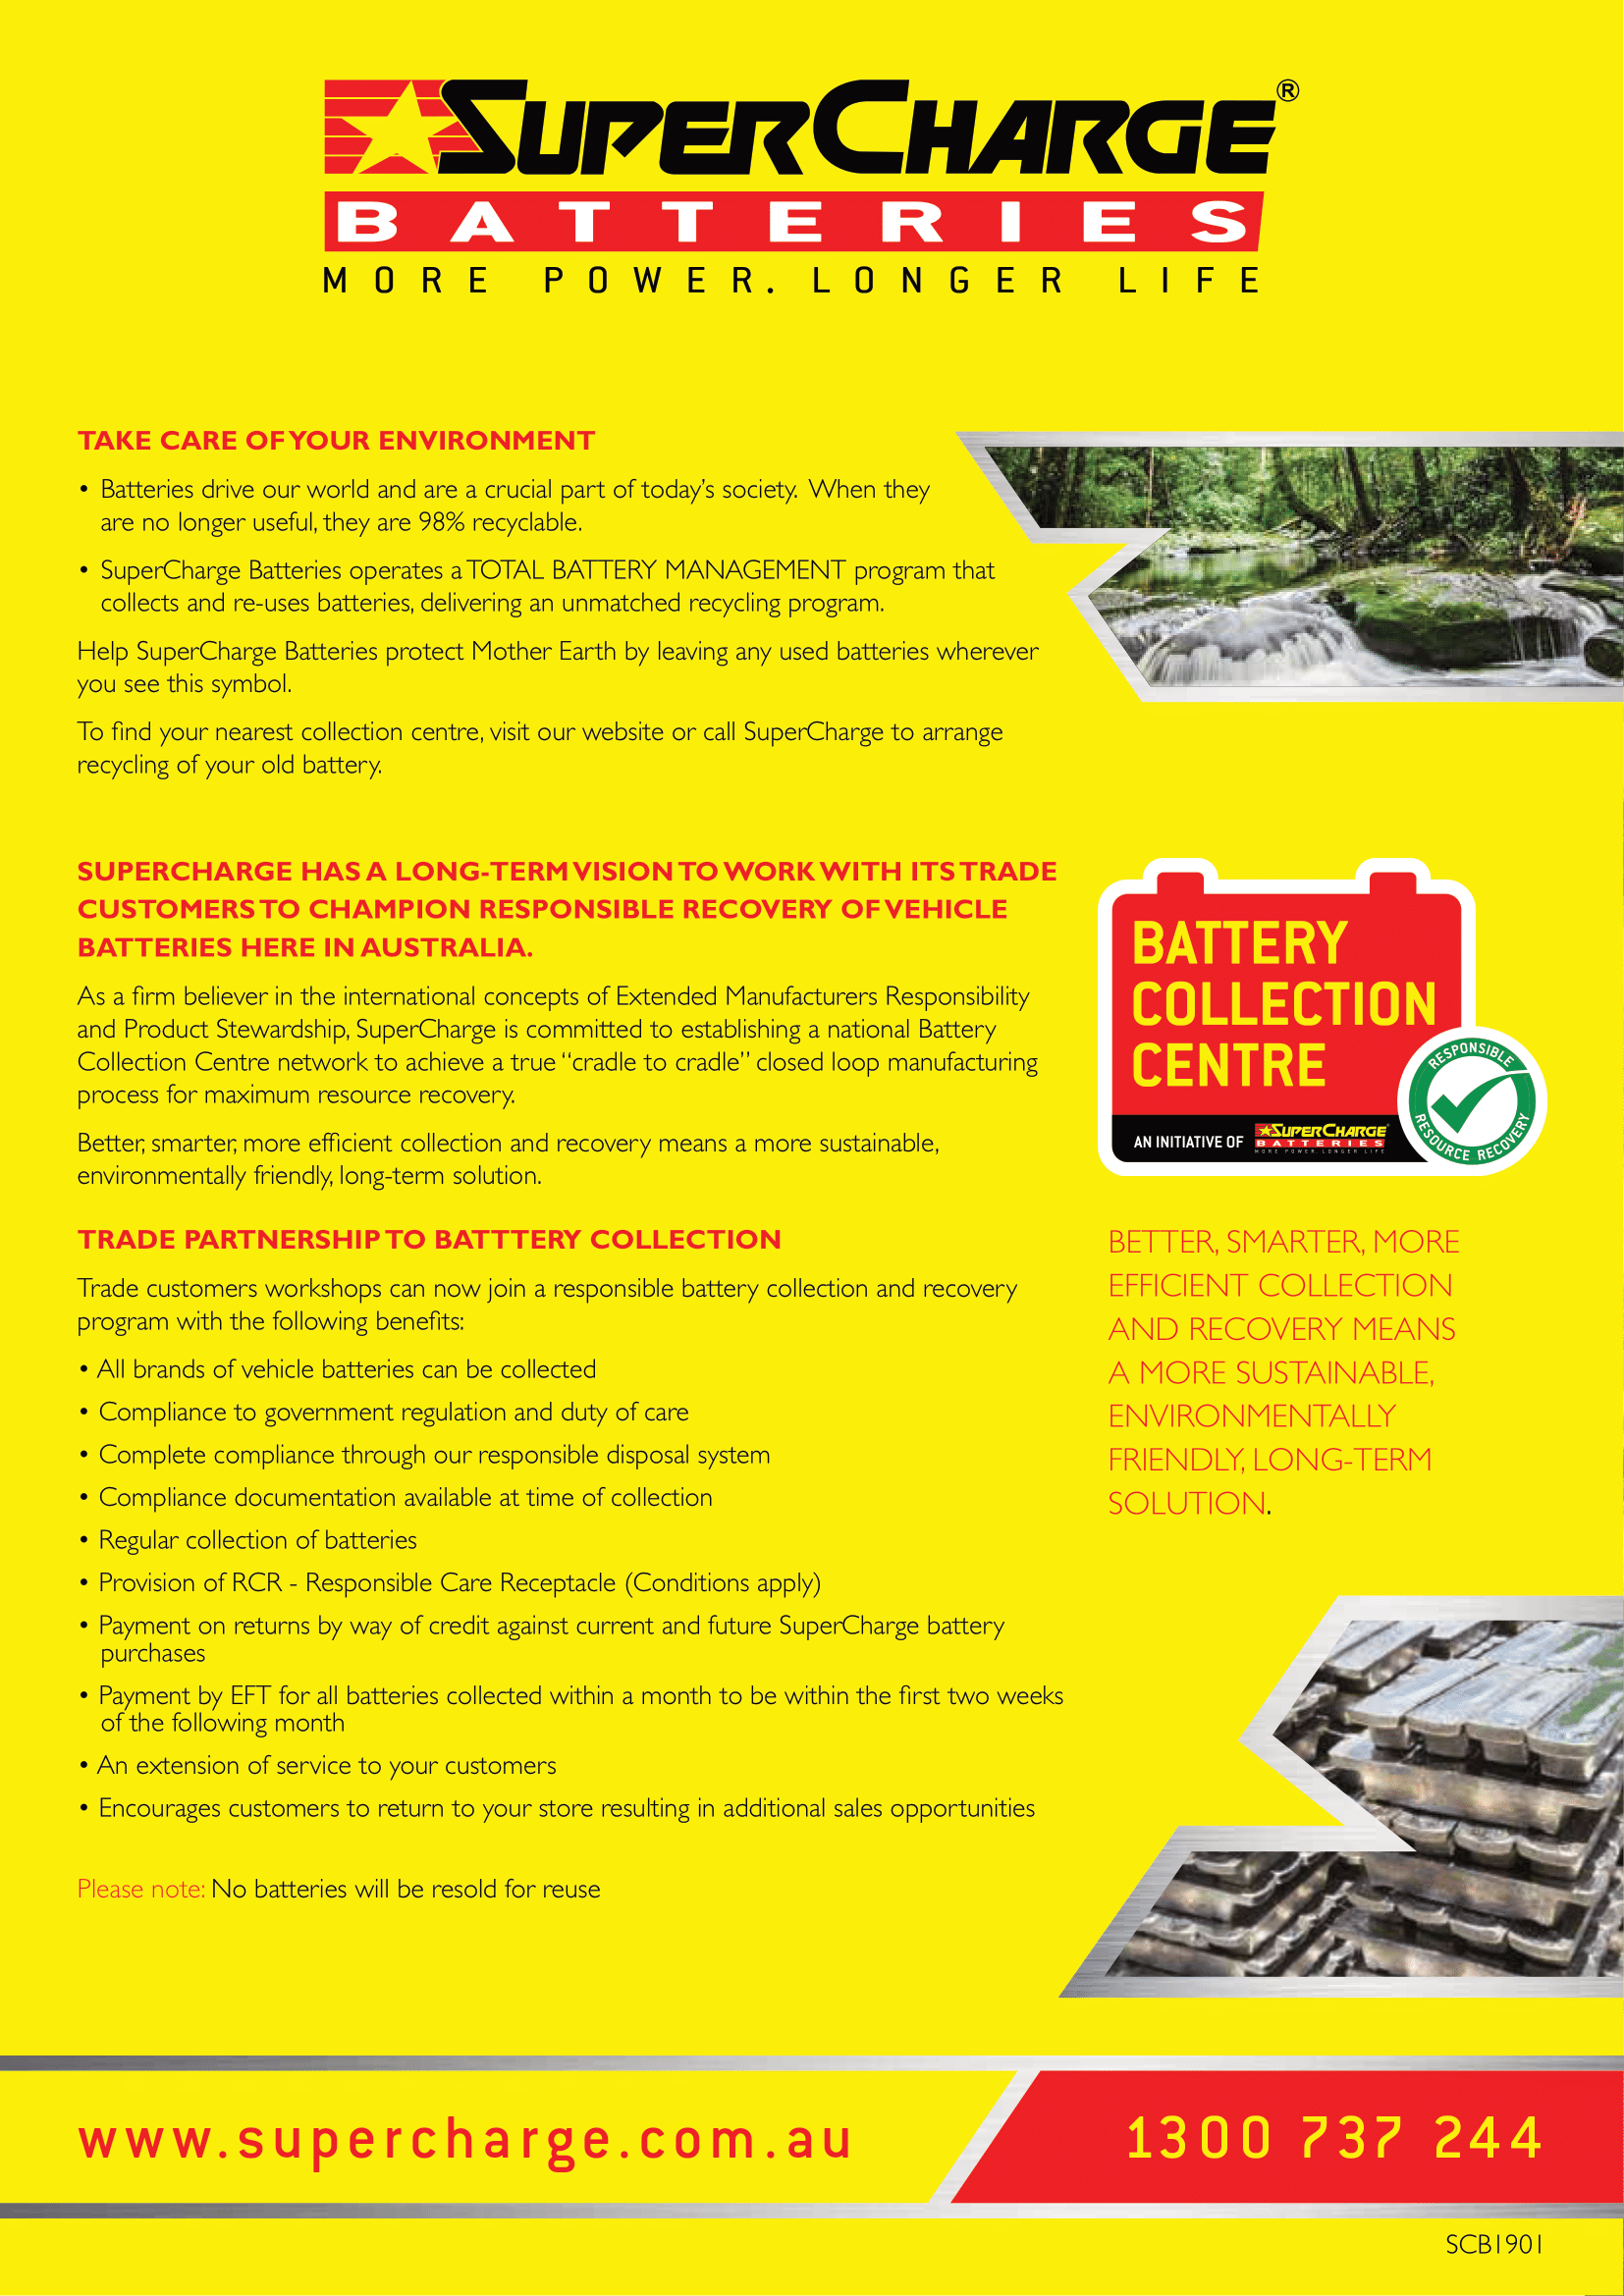 SUPERCHARGE®
BATTERIES
MORE POWER. LONGER LIFE
TAKE CARE OF YOUR ENVIRONMENT
• Batteries drive our world and are a crucial part of today's society. When they
are no longer useful, they are 98% recyclable.
• SuperCharge Batteries operates a TOTAL BATTERY MANAGEMENT program that
collects and re-uses batteries, delivering an unmatched recycling program.
Help SuperCharge Batteries protect Mother Earth by leaving any used batteries wherever
you see this symbol.
To find your nearest collection centre, visit our website or call SuperCharge to arrange
recycling of your old battery.
SUPERCHARGE HAS A LONG-TERM VISION TO WORK WITH ITS TRADE
CUSTOMERS TO CHAMPION RESPONSIBLE RECOVERY OF VEHICLE
BATTERIES HERE IN AUSTRALIA.
As a firm believer in the international concepts of Extended Manufacturers Responsibility
and Product Stewardship, SuperCharge is committed to establishing a national Battery
Collection Centre network to achieve a true “cradle to cradle” closed loop manufacturing
process for maximum resource recovery.
Better, smarter, more efficient collection and recovery means a more sustainable,
environmentally friendly, long-term solution.
TRADE PARTNERSHIP TO BATTTERY COLLECTION
Trade customers workshops can now join a responsible battery collection and recovery
program with the following benefits:
• All brands of vehicle batteries can be collected
• Compliance to government regulation and duty of care
• Complete compliance through our responsible disposal system
• Compliance documentation available at time of collection
• Regular collection of batteries
• Provision of RCR - Responsible Care Receptacle (Conditions apply)
• Payment on returns by way of credit against current and future SuperCharge battery
purchases
• Payment by EFT for all batteries collected within a month to be within the first two weeks
of the following month
• An extension of service to your customers
• Encourages customers to return to your store resulting in additional sales opportunities
Please note: No batteries will be resold for reuse
BATTERY
COLLECTION
CENTRE
AN INITIATIVE OF
SUPERCHARGE
BATTERIES
MORE POWER. LONGER LIFE
RESPONSIBLE
RESOURCE RECOVERY
BETTER, SMARTER, MORE
EFFICIENT COLLECTION
AND RECOVERY MEANS
A MORE SUSTAINABLE,
ENVIRONMENTALLY
FRIENDLY, LONG-TERM
SOLUTION.
www.supercharge.com.au
1300 737 244
SCB1901